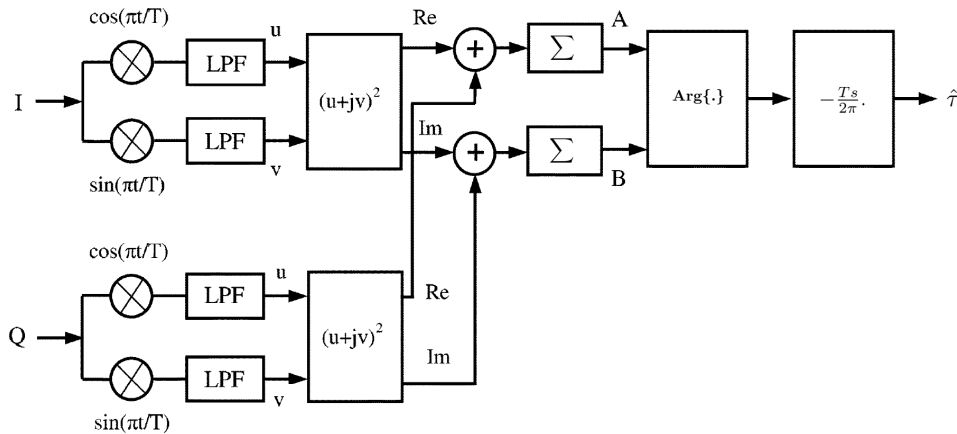 cos(πt/T)
u
Re
A
LPF
Σ
I
(u+jv)²
Arg{.}
−Ts/2π.
τ̂
Im
LPF
Σ
v
B
sin(πt/T)
cos(πt/T)
u
LPF
Re
Q
(u+jv)²
Im
LPF
v
sin(πt/T)